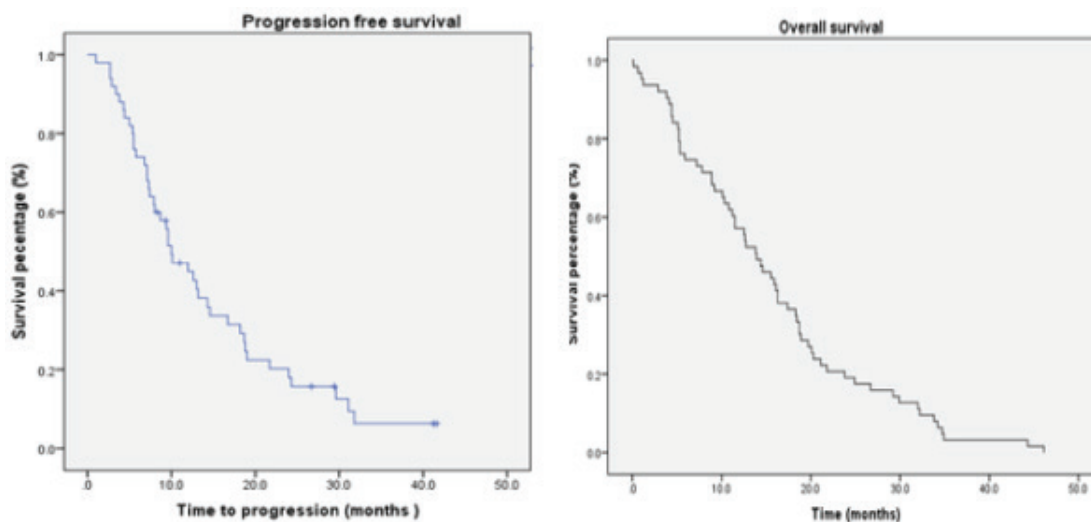 Progression free survival
Survival pecentage (%)
1.0
0.8
0.6
0.4
0.2
0.0
.0 10.0 20.0 30.0 40.0 50.0
Time to progression (months )
Overall survival
Survival percentage (%)
1.0
0.8
0.6
0.4
0.2
0.0
.0 10.0 20.0 30.0 40.0 50.0
Time (months)